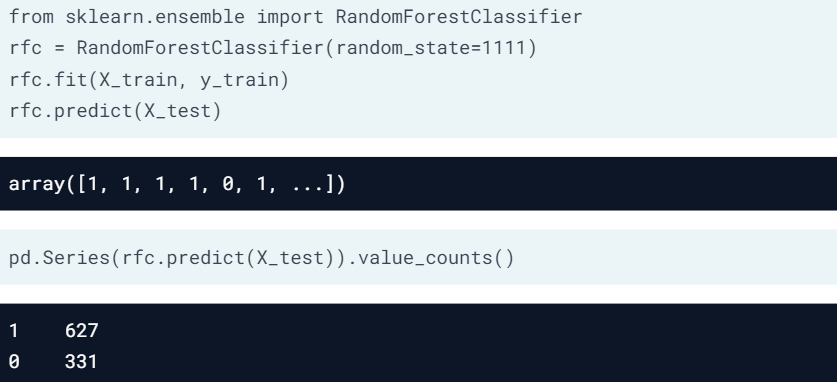 from sklearn.ensemble import RandomForestClassifier
rfc = RandomForestClassifier(random_state=1111)
rfc.fit(X_train, y_train)
rfc.predict(X_test)
array([1, 1, 1, 1, 0, 1, ...])
pd.Series(rfc.predict(X_test)).value_counts()
1    627
0    331